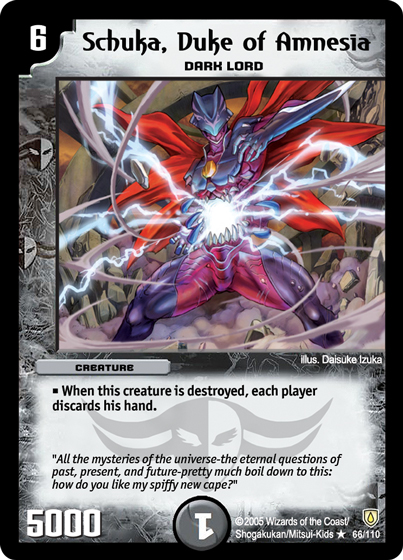 6 Schuka, Duke of Amnesia
DARK LORD
illus. Daisuke Izuka
CREATURE
▪ When this creature is destroyed, each player
discards his hand.
"All the mysteries of the universe-the eternal questions of
past, present, and future-pretty much boil down to this:
how do you like my spiffy new cape?"
5000
1
©2005 Wizards of the Coast/
Shogakukan/Mitsui-Kids ★ 66/110